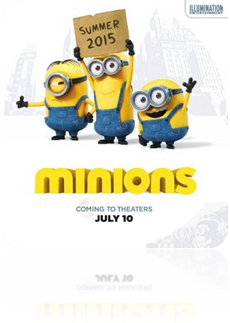 ILLUMINATION
ENTERTAINMENT
SUMMER
2015
minions
COMING TO THEATERS
JULY 10